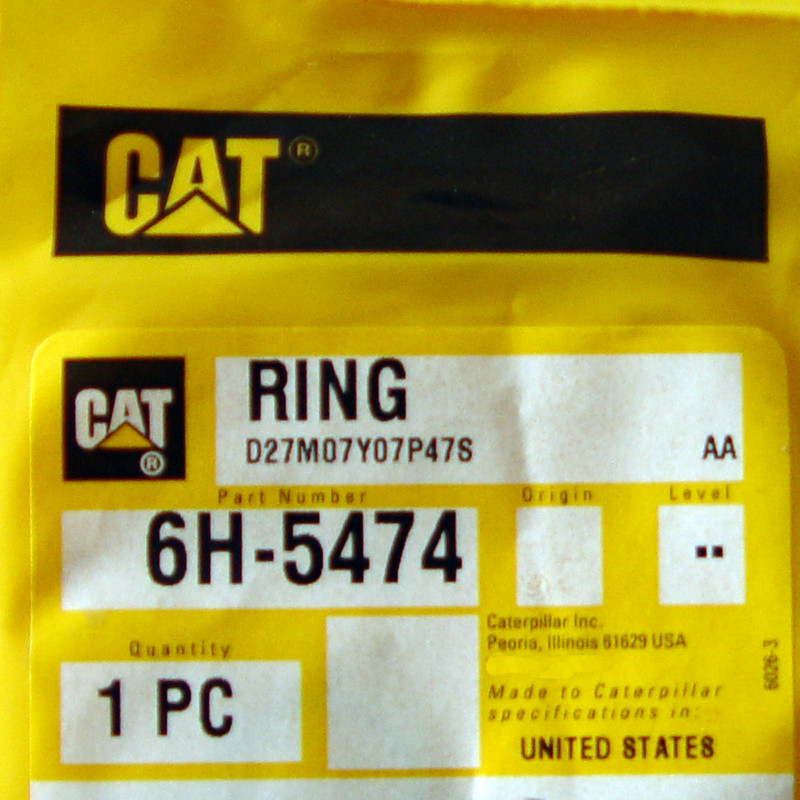 CAT ®
CAT ®
RING
D27M07Y07P47S
AA
Part Number
Origin
Level
6H-5474
--
Quantity
1 PC
Caterpillar Inc.
Peoria, Illinois 61629 USA
Made to Caterpillar
specifications in:
UNITED STATES
6026-3